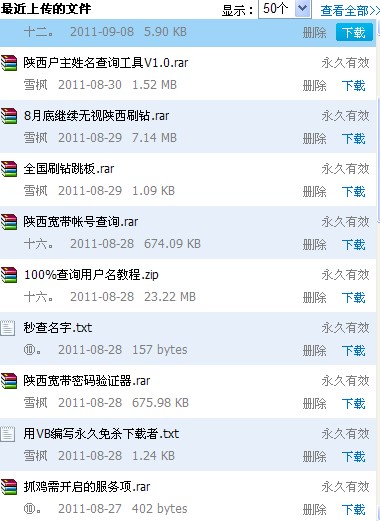 最近上传的文件 显示： 50个 查看全部>>
十二。 2011-09-08 5.90 KB 删除 下载
陕西户主姓名查询工具V1.0.rar 永久有效
雪枫 2011-08-30 1.52 MB 删除 下载
8月底继续无视陕西刷钻.rar 永久有效
雪枫 2011-08-29 7.14 MB 删除 下载
全国刷钻跳板.rar 永久有效
雪枫 2011-08-29 1.09 KB 删除 下载
陕西宽带帐号查询.rar 永久有效
十六。 2011-08-28 674.09 KB 删除 下载
100%查询用户名教程.zip 永久有效
十六。 2011-08-28 23.22 MB 删除 下载
秒查名字.txt 永久有效
。 2011-08-28 157 bytes 删除 下载
陕西宽带密码验证器.rar 永久有效
雪枫 2011-08-28 675.98 KB 删除 下载
用VB编写永久免杀下载者.txt 永久有效
雪枫 2011-08-28 1.24 KB 删除 下载
抓鸡需开启的服务项.rar 永久有效
。 2011-08-27 402 bytes 删除 下载